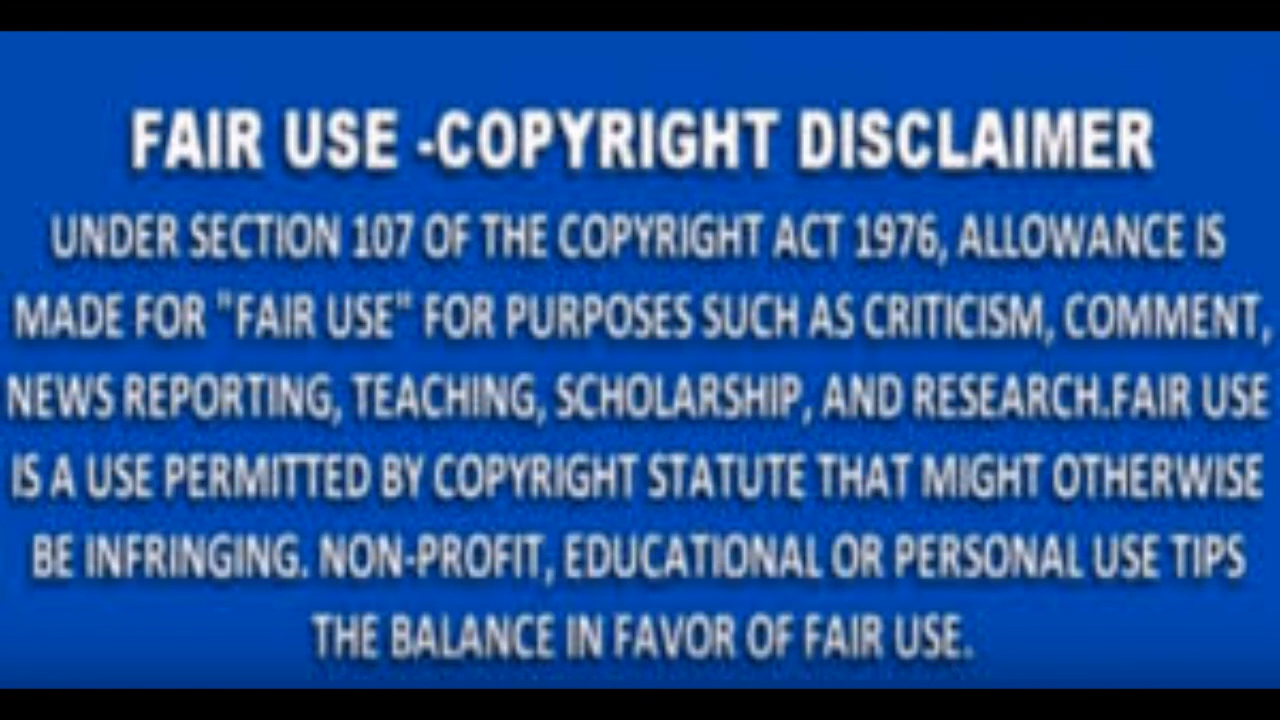 FAIR USE -COPYRIGHT DISCLAIMER
UNDER SECTION 107 OF THE COPYRIGHT ACT 1976, ALLOWANCE IS
MADE FOR "FAIR USE" FOR PURPOSES SUCH AS CRITICISM, COMMENT,
NEWS REPORTING, TEACHING, SCHOLARSHIP, AND RESEARCH.FAIR USE
IS A USE PERMITTED BY COPYRIGHT STATUTE THAT MIGHT OTHERWISE
BE INFRINGING. NON-PROFIT, EDUCATIONAL OR PERSONAL USE TIPS
THE BALANCE IN FAVOR OF FAIR USE.